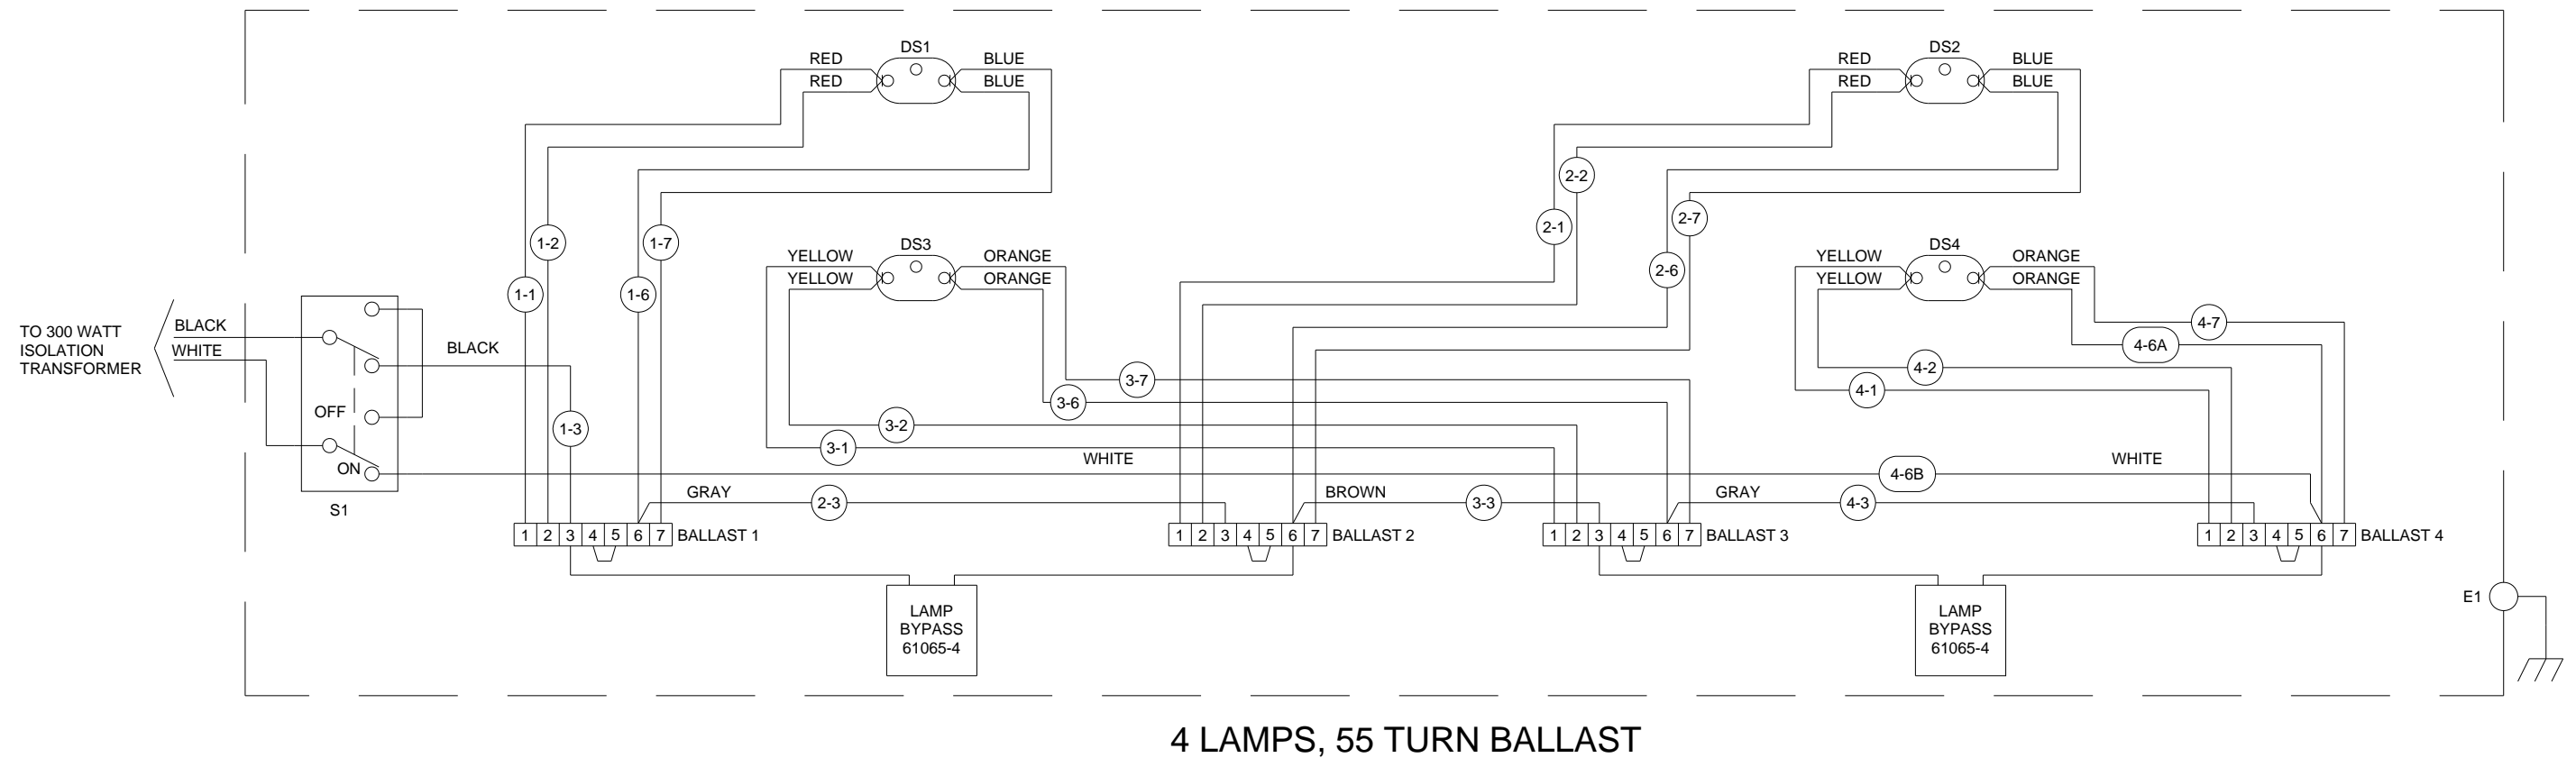 DS1
RED BLUE
RED BLUE
DS2
RED BLUE
RED BLUE
2-2
2-1
2-7
2-6
1-2
1-7
1-1
1-6
DS3
YELLOW ORANGE
YELLOW ORANGE
DS4
YELLOW ORANGE
YELLOW ORANGE
4-7
4-6A
4-2
4-1
TO 300 WATT
ISOLATION
TRANSFORMER
BLACK
WHITE
BLACK
OFF
ON
S1
1-3
3-7
3-6
3-2
3-1
WHITE
4-6B
WHITE
GRAY
2-3
BROWN
3-3
GRAY
4-3
1 2 3 4 5 6 7 BALLAST 1
1 2 3 4 5 6 7 BALLAST 2
1 2 3 4 5 6 7 BALLAST 3
1 2 3 4 5 6 7 BALLAST 4
LAMP
BYPASS
61065-4
LAMP
BYPASS
61065-4
E1
4 LAMPS, 55 TURN BALLAST